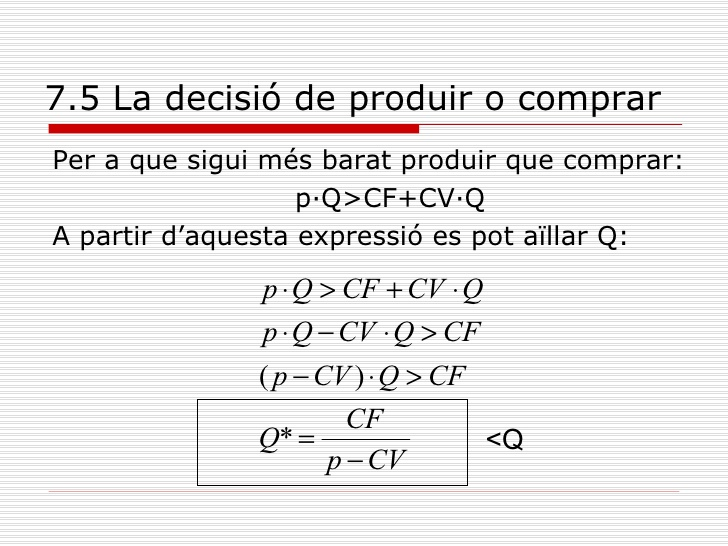 7.5 La decisió de produir o comprar
Per a que sigui més barat produir que comprar:
p·Q>CF+CV·Q
A partir d’aquesta expressió es pot aïllar Q:
p · Q > CF + CV · Q
p · Q − CV · Q > CF
( p − CV ) · Q > CF
Q* = CF / p − CV <Q